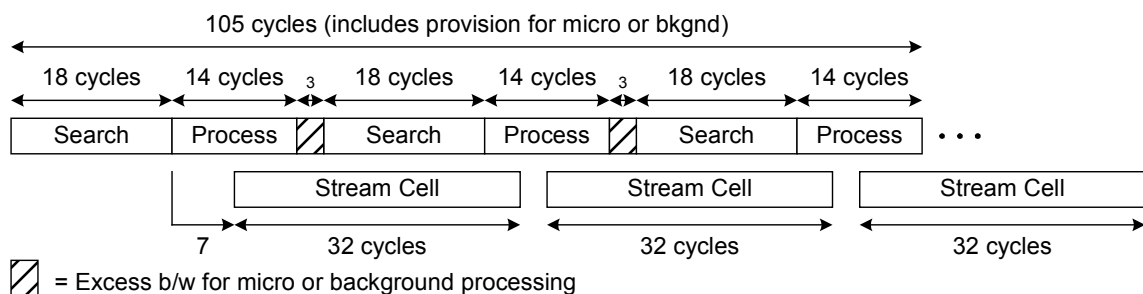 105 cycles (includes provision for micro or bkgnd)
18 cycles 14 cycles 3 18 cycles 14 cycles 3 18 cycles 14 cycles
Search Process Search Process Search Process • • •
Stream Cell Stream Cell Stream Cell
7 32 cycles 32 cycles 32 cycles
= Excess b/w for micro or background processing